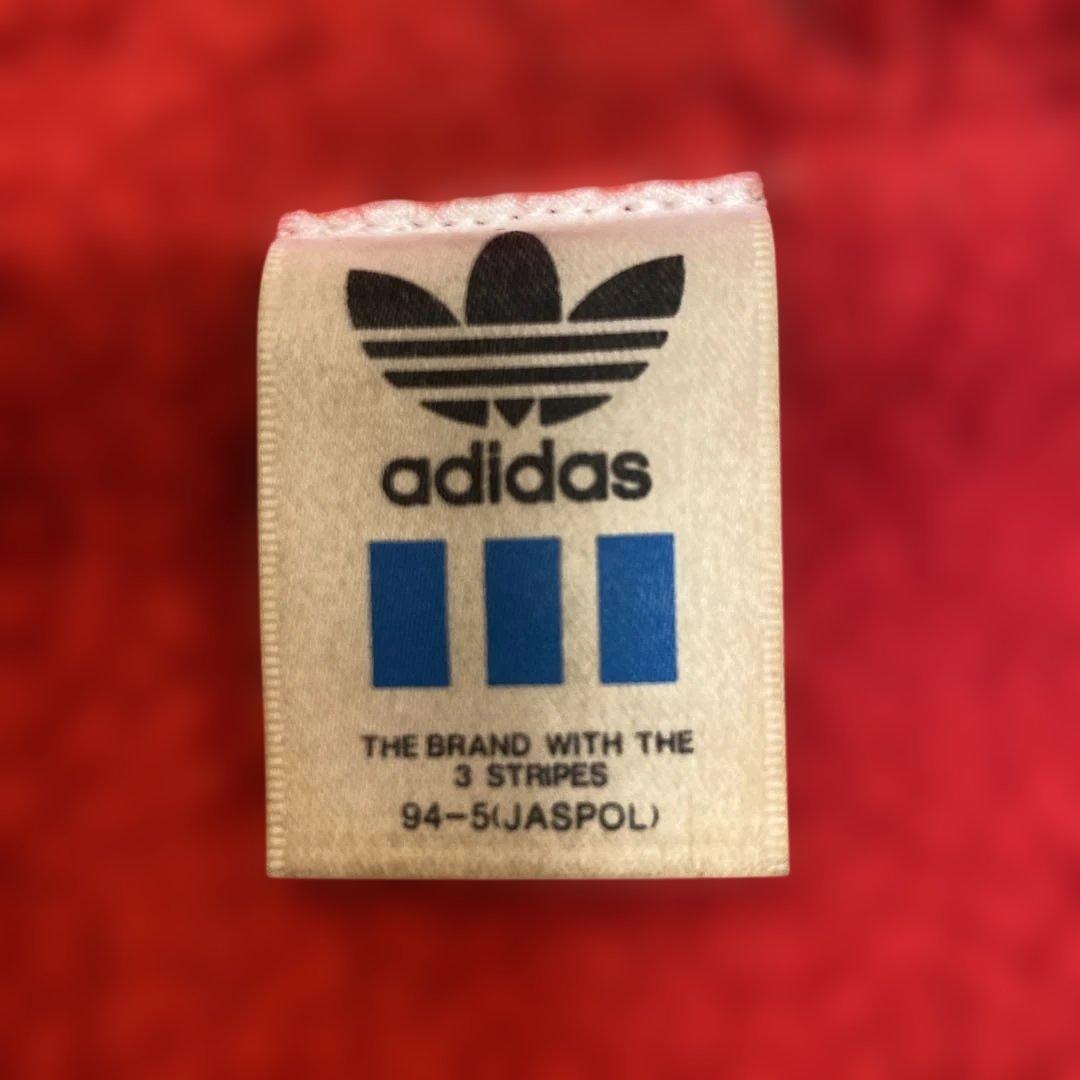 adidas
THE BRAND WITH THE
3 STRIPES
94-5(JASPOL)